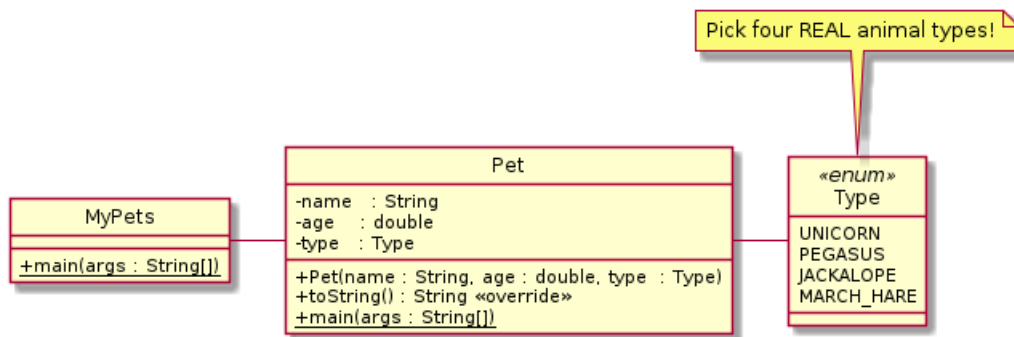 Pick four REAL animal types!
MyPets
+main(args : String[])
Pet
-name : String
-age : double
-type : Type
+Pet(name : String, age : double, type : Type)
+toString() : String «override»
+main(args : String[])
«enum»
Type
UNICORN
PEGASUS
JACKALOPE
MARCH_HARE